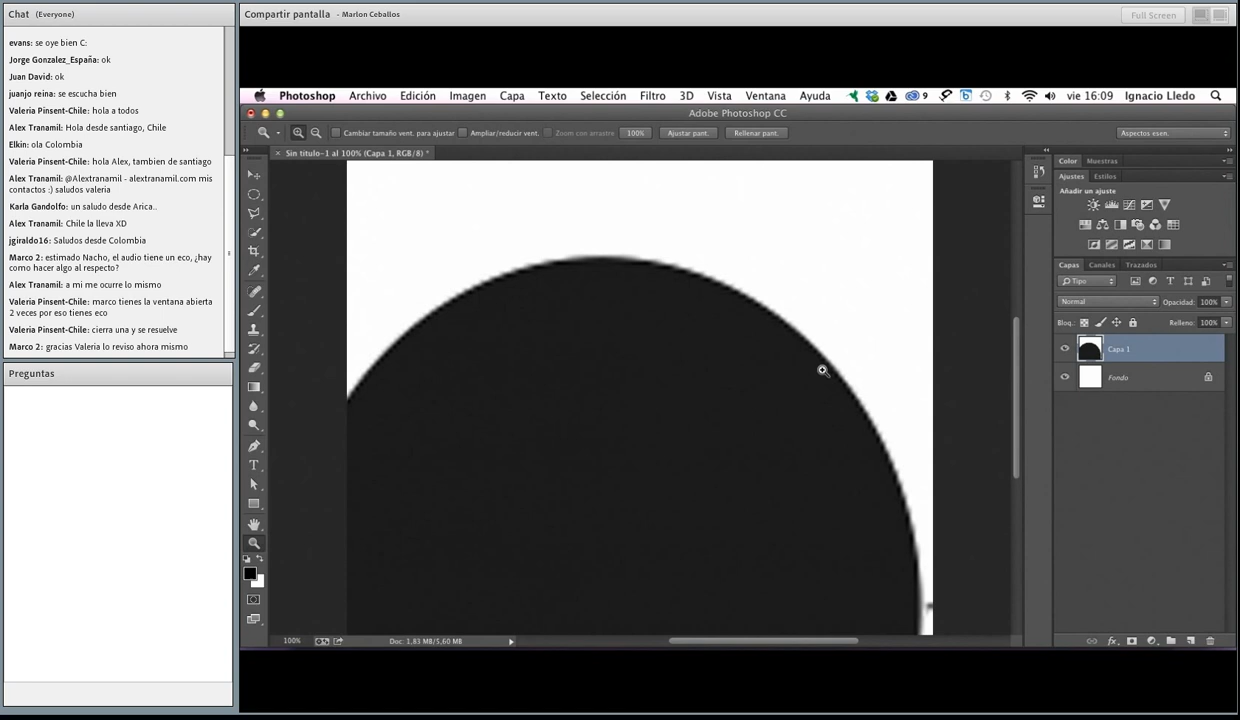 Chat (Everyone)
evans: se oye bien C:
Jorge Gonzalez_España: ok
Juan David: ok
juanjo reina: se escucha bien
Valeria Pinsent-Chile: hola a todos
Alex Tranamil: Hola desde santiago, Chile
Elkin: ola Colombia
Valeria Pinsent-Chile: hola Alex, tambien de santiago
Alex Tranamil: @Alextranamil - alextranamil.com mis
contactos :) saludos valeria
Karla Gandolfo: un saludo desde Arica..
Alex Tranamil: Chile la lleva XD
jgiraldo16: Saludos desde Colombia
Marco 2: estimado Nacho, el audio tiene un eco, ¿hay
como hacer algo al respecto?
Alex Tranamil: a mi me ocurre lo mismo
Valeria Pinsent-Chile: marco tienes la ventana abierta
2 veces por eso tienes eco
Valeria Pinsent-Chile: cierra una y se resuelve
Marco 2: gracias Valeria lo reviso ahora mismo
Preguntas
Compartir pantalla - Marlon Ceballos
Full Screen
Photoshop Archivo Edición Imagen Capa Texto Selección Filtro 3D Vista Ventana Ayuda 9 vie 16:09 Ignacio Lledo
Adobe Photoshop CC
Cambiar tamaño vent. para ajustar Ampliar/reducir vent. Zoom con arrastre 100% Ajustar pant. Rellenar pant. Aspectos esen.
× Sin titulo-1 al 100% (Capa 1, RGB/8) *
Color Muestras
Ajustes Estilos
Añadir un ajuste
Capas Canales Trazados
Tipo
Normal Opacidad: 100%
Bloq.: Relleno: 100%
Capa 1
Fondo
100% Doc: 1,83 MB/5,60 MB